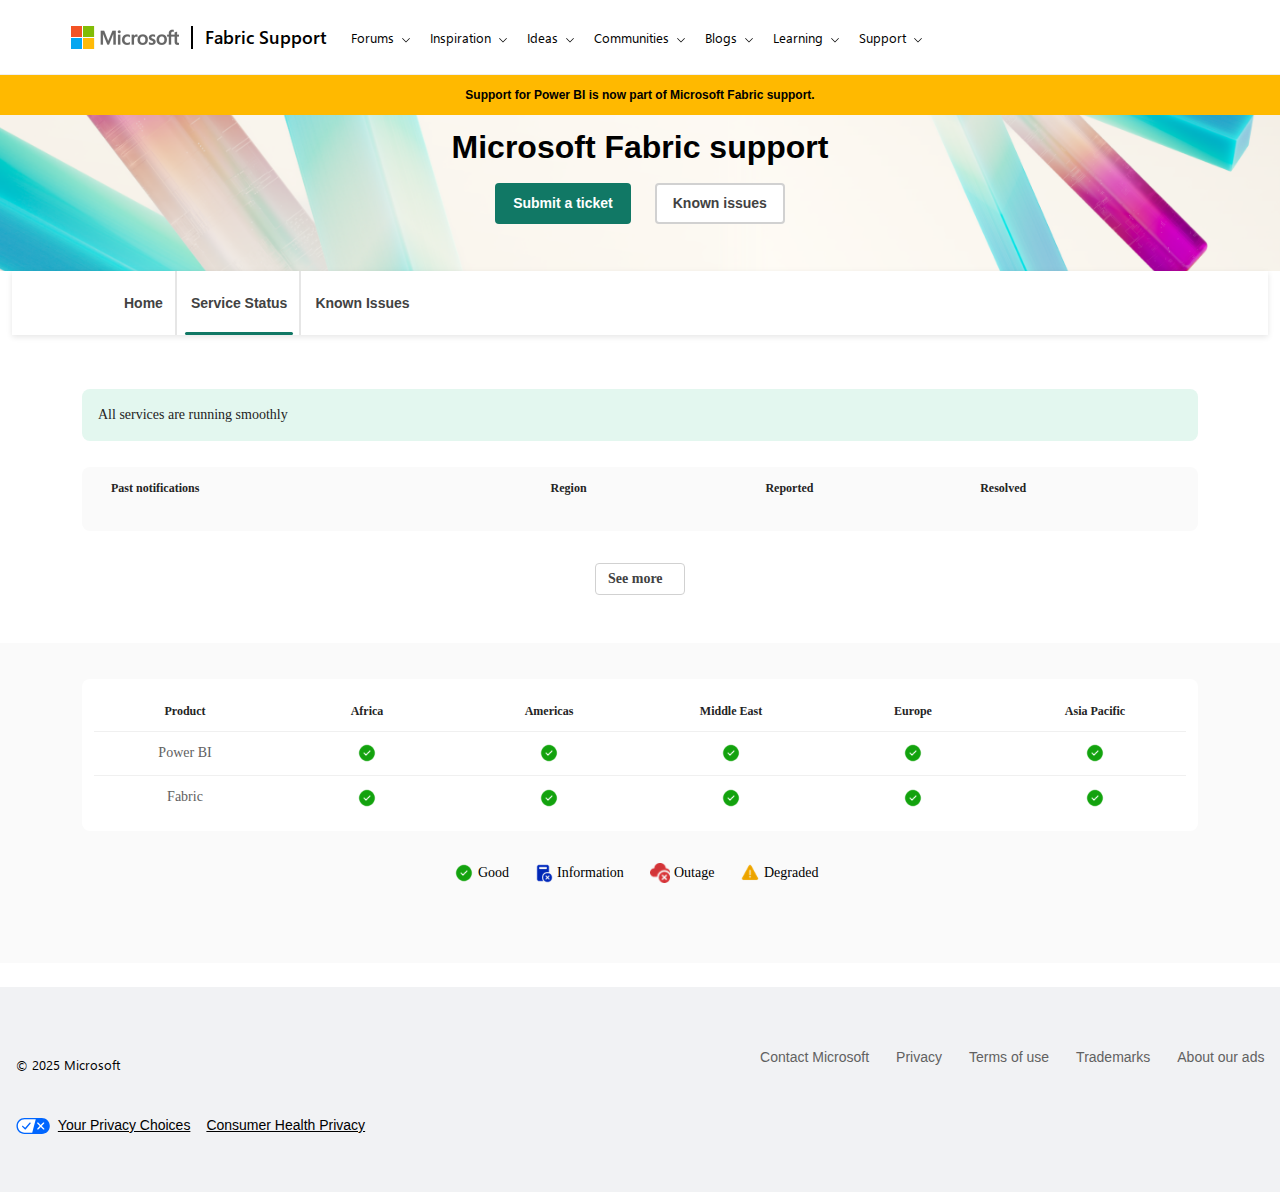 Microsoft | Fabric Support Forums Inspiration Ideas Communities Blogs Learning Support
Support for Power BI is now part of Microsoft Fabric support.
Microsoft Fabric support
Submit a ticket Known issues
Home Service Status Known Issues
All services are running smoothly
Past notifications Region Reported Resolved
See more
Product Africa Americas Middle East Europe Asia Pacific
Power BI
Fabric
Good Information Outage Degraded
Contact Microsoft Privacy Terms of use Trademarks About our ads
© 2025 Microsoft
Your Privacy Choices Consumer Health Privacy